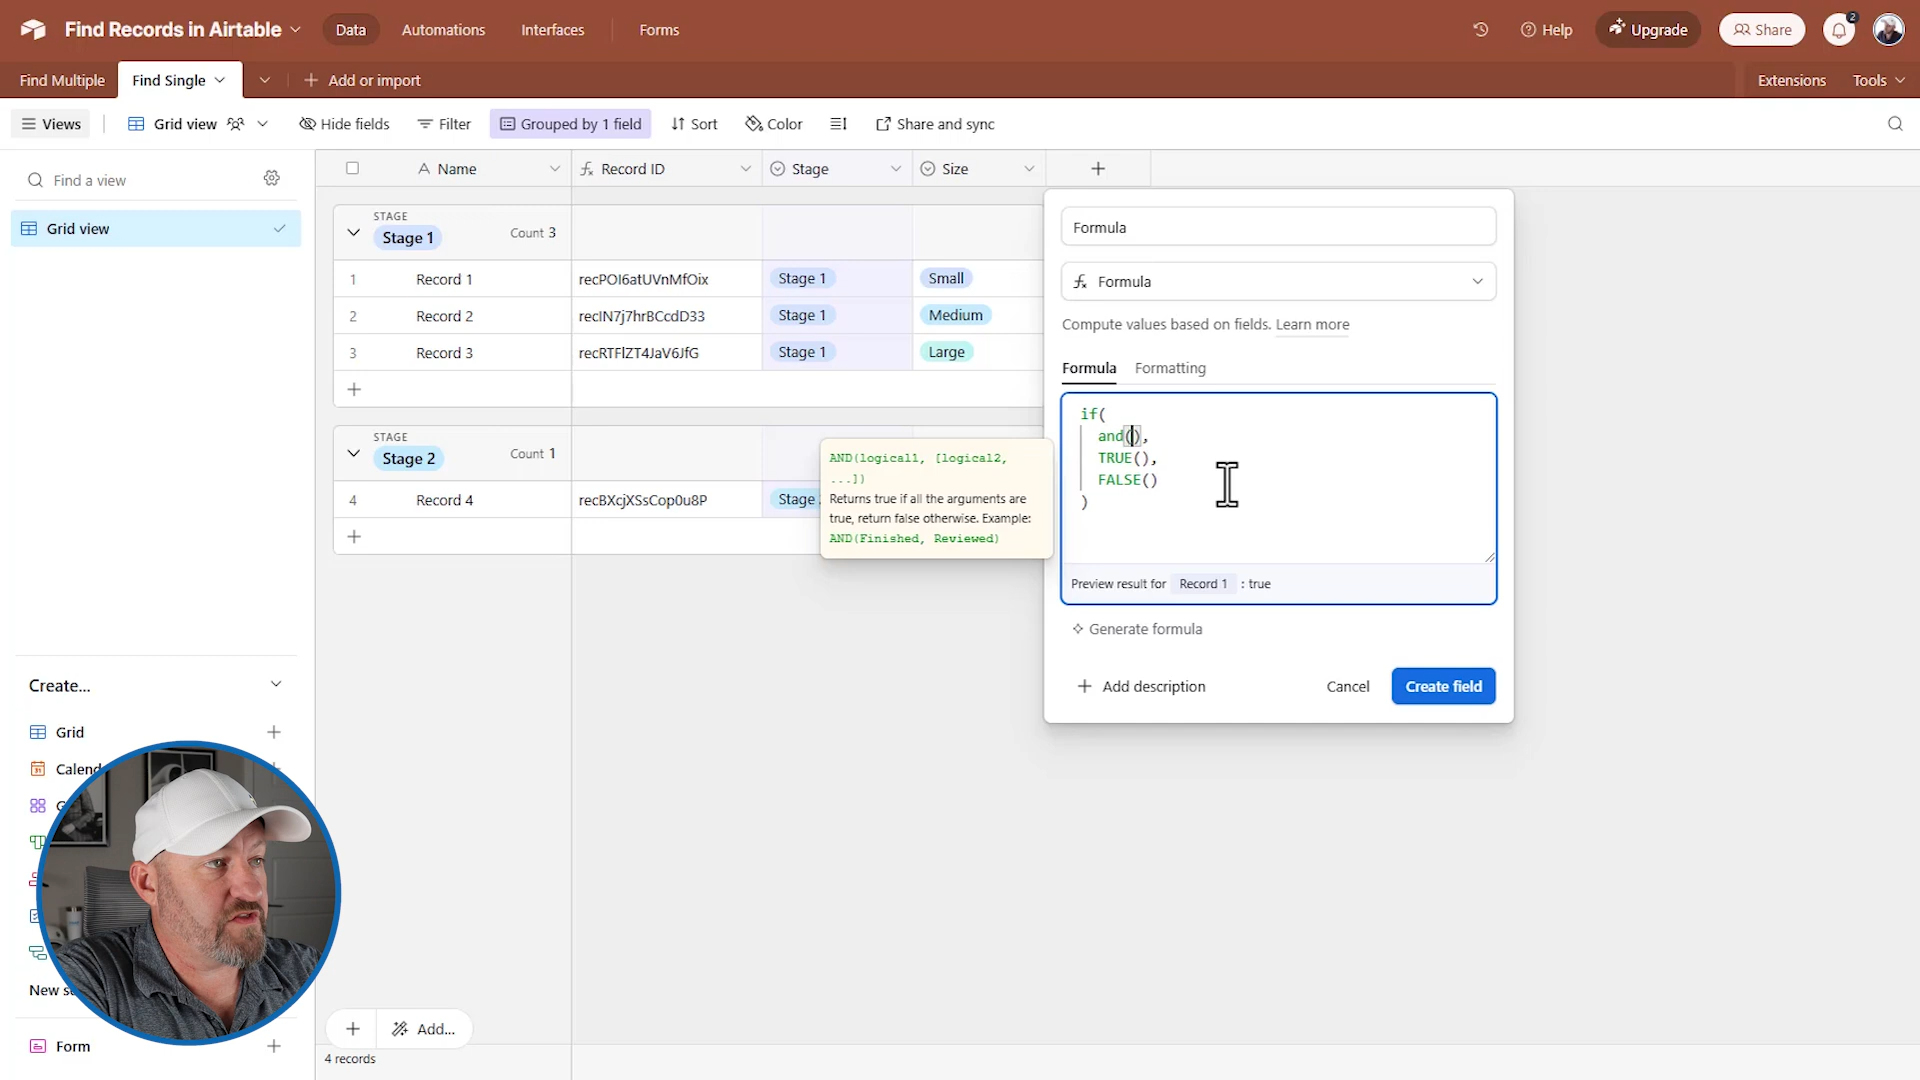 Find Records in Airtable
Data
Automations
Interfaces
Forms
Help
Upgrade
Share
2
Find Multiple
Find Single
Add or import
Extensions
Tools
Views
Grid view
Hide fields
Filter
Grouped by 1 field
Sort
Color
Share and sync
Find a view
Grid view
Name
Record ID
Stage
Size
STAGE
Stage 1
Count 3
1 Record 1 recPOI6atUVnMfOix Stage 1 Small
2 Record 2 recIN7j7hrBCcdD33 Stage 1 Medium
3 Record 3 recRTFlZT4JaV6JfG Stage 1 Large
STAGE
Stage 2
Count 1
4 Record 4 recBXcjXSsCop0u8P Stage
AND(logical1, [logical2,
...])
Returns true if all the arguments are
true, return false otherwise. Example:
AND(Finished, Reviewed)
Formula
Formula
Compute values based on fields. Learn more
Formula
Formatting
if(
and(),
TRUE(),
FALSE()
)
Preview result for Record 1 : true
Generate formula
Add description
Cancel
Create field
Create...
Grid
Calend
New s
Form
Add...
4 records